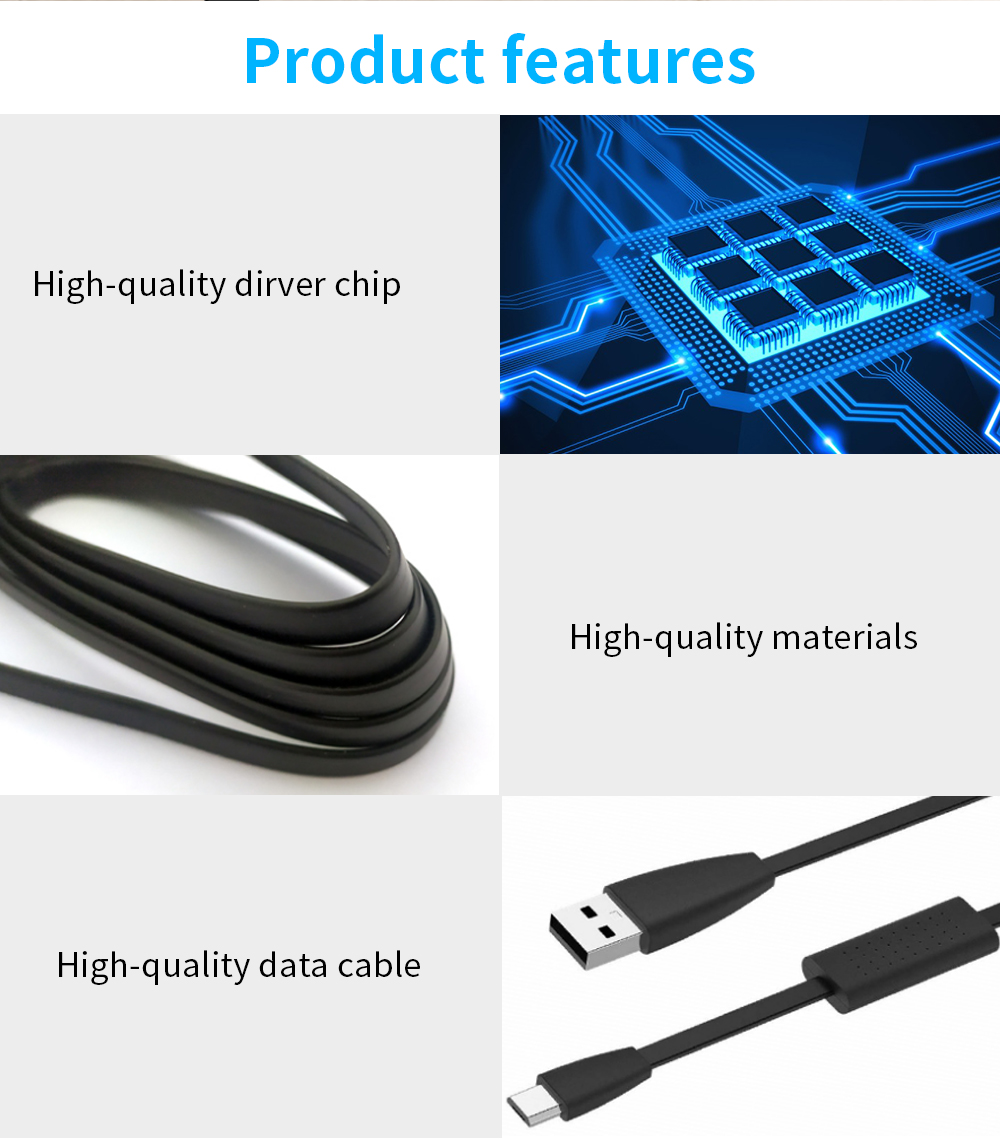 Product features
High-quality dirver chip
High-quality materials
High-quality data cable